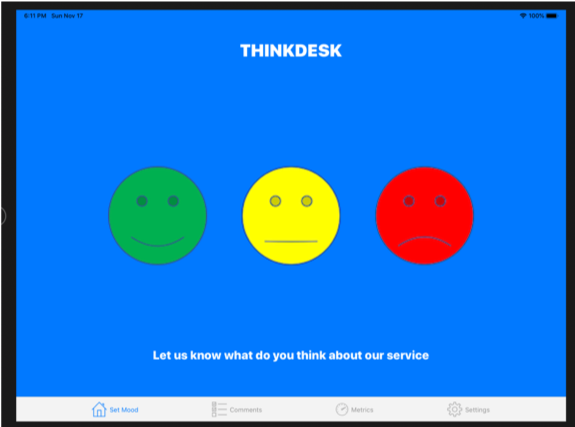 6:11 PM Sun Nov 17 100%
THINKDESK
Let us know what do you think about our service
Set Mood Comments Metrics Settings